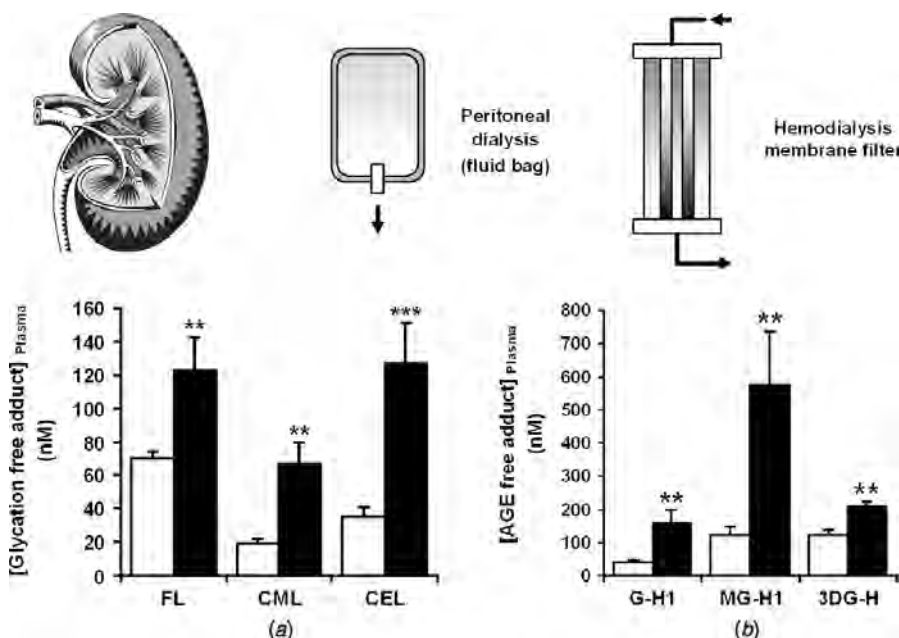 Peritoneal
dialysis
(fluid bag)
Hemodialysis
membrane filter
[Glycation free adduct] Plasma
(nM)
160
140
120
100
80
60
40
20
0
**
**
***
FL CML CEL
(a)
[AGE free adduct] Plasma
(nM)
800
700
600
500
400
300
200
100
0
**
**
**
G-H1 MG-H1 3DG-H
(b)